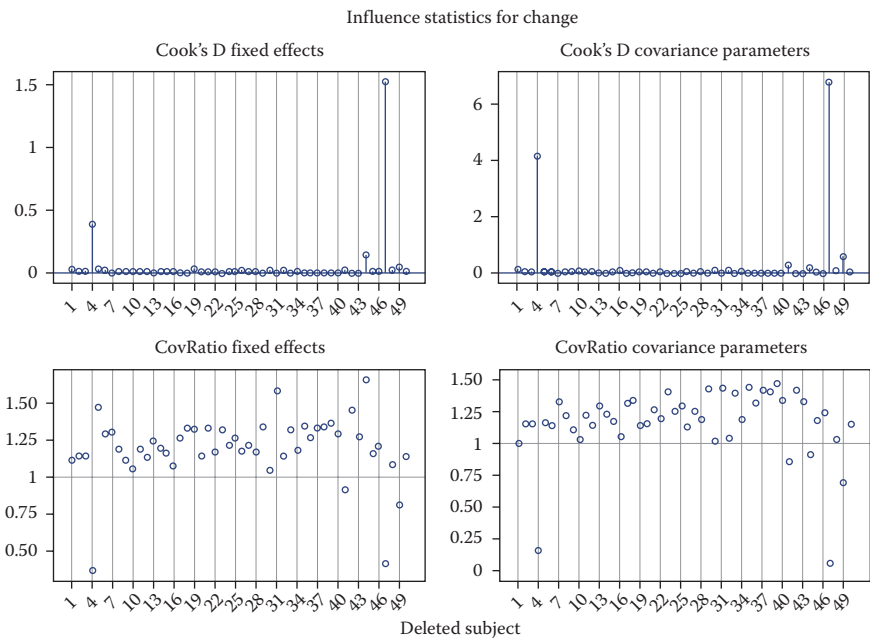 Influence statistics for change
Cook's D fixed effects
Cook's D covariance parameters
1.5
1
0.5
0
1 4 7 10 13 16 19 22 25 28 31 34 37 40 43 46 49
6
4
2
0
1 4 7 10 13 16 19 22 25 28 31 34 37 40 43 46 49
CovRatio fixed effects
CovRatio covariance parameters
1.50
1.25
1
0.75
0.50
1 4 7 10 13 16 19 22 25 28 31 34 37 40 43 46 49
1.50
1.25
1
0.75
0.50
0.25
0
1 4 7 10 13 16 19 22 25 28 31 34 37 40 43 46 49
Deleted subject